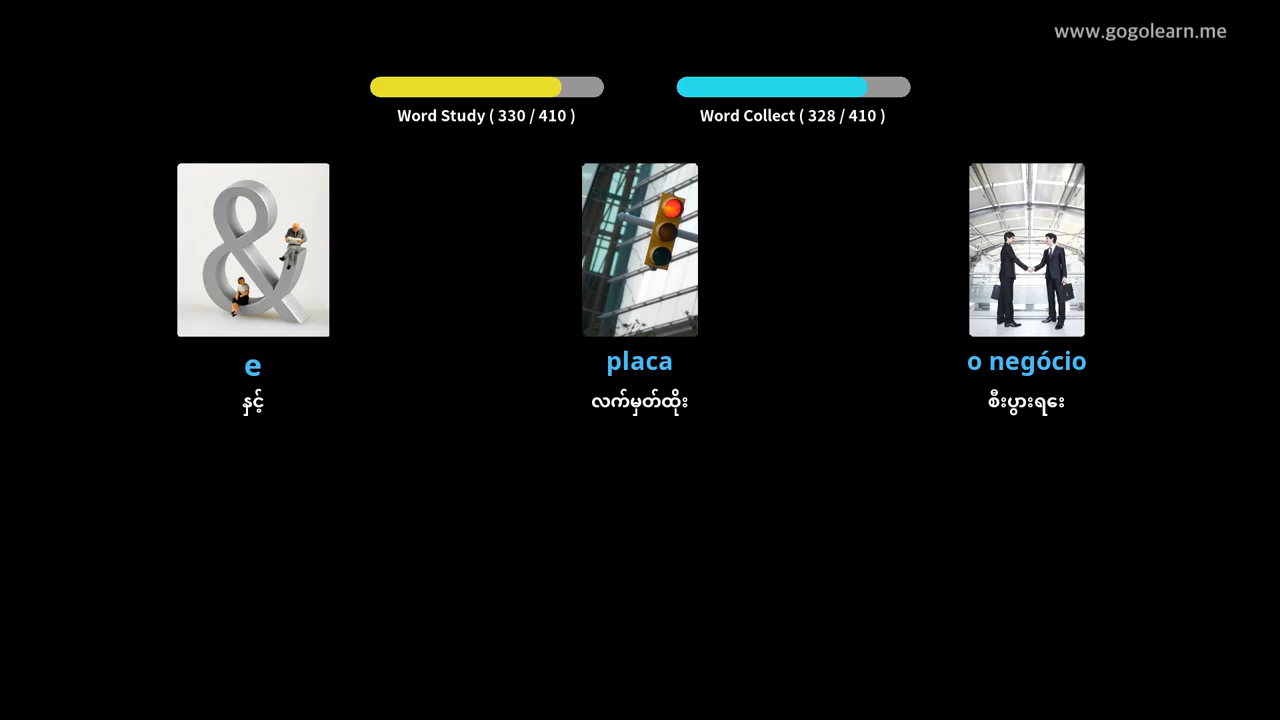 www.gogolearn.me
Word Study ( 330 / 410 )
Word Collect ( 328 / 410 )
e
placa
o negócio
နှင့်
လက်မှတ်ထိုး
စီးပွားရေး